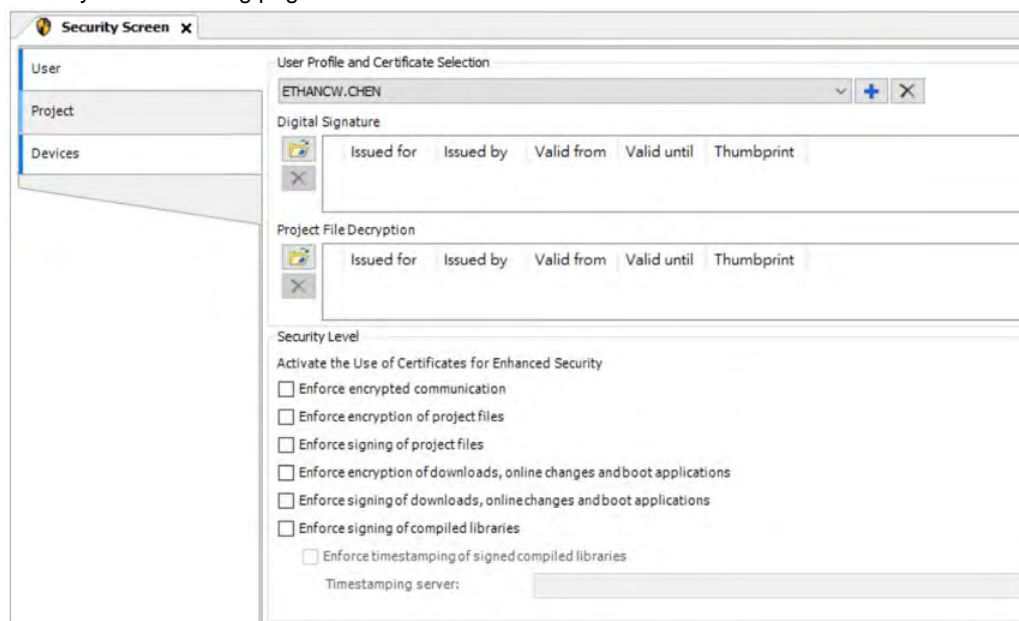 Security Screen x
User
Project
Devices
User Profile and Certificate Selection
ETHANCW.CHEN
Digital Signature
Issued for Issued by Valid from Valid until Thumbprint
Project File Decryption
Issued for Issued by Valid from Valid until Thumbprint
Security Level
Activate the Use of Certificates for Enhanced Security
Enforce encrypted communication
Enforce encryption of project files
Enforce signing of project files
Enforce encryption of downloads, online changes and boot applications
Enforce signing of downloads, online changes and boot applications
Enforce signing of compiled libraries
Enforce timestamping of signed compiled libraries
Timestamping server: